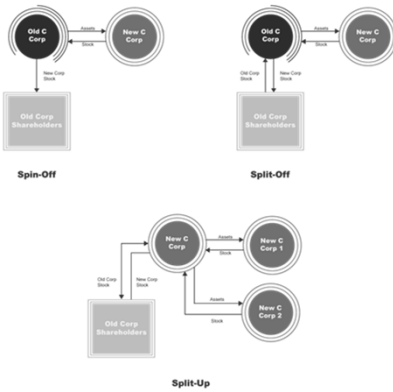 Old C
Corp
Assets
Stock
New C
Corp
New Corp
Stock
Old Corp
Shareholders
Spin-Off
Old C
Corp
Assets
Stock
New C
Corp
Old Corp
Stock
New Corp
Stock
Old Corp
Shareholders
Split-Off
New C
Corp
Assets
Stock
New C
Corp 1
Old Corp
Stock
New Corp
Stock
Assets
Stock
New C
Corp 2
Old Corp
Shareholders
Split-Up